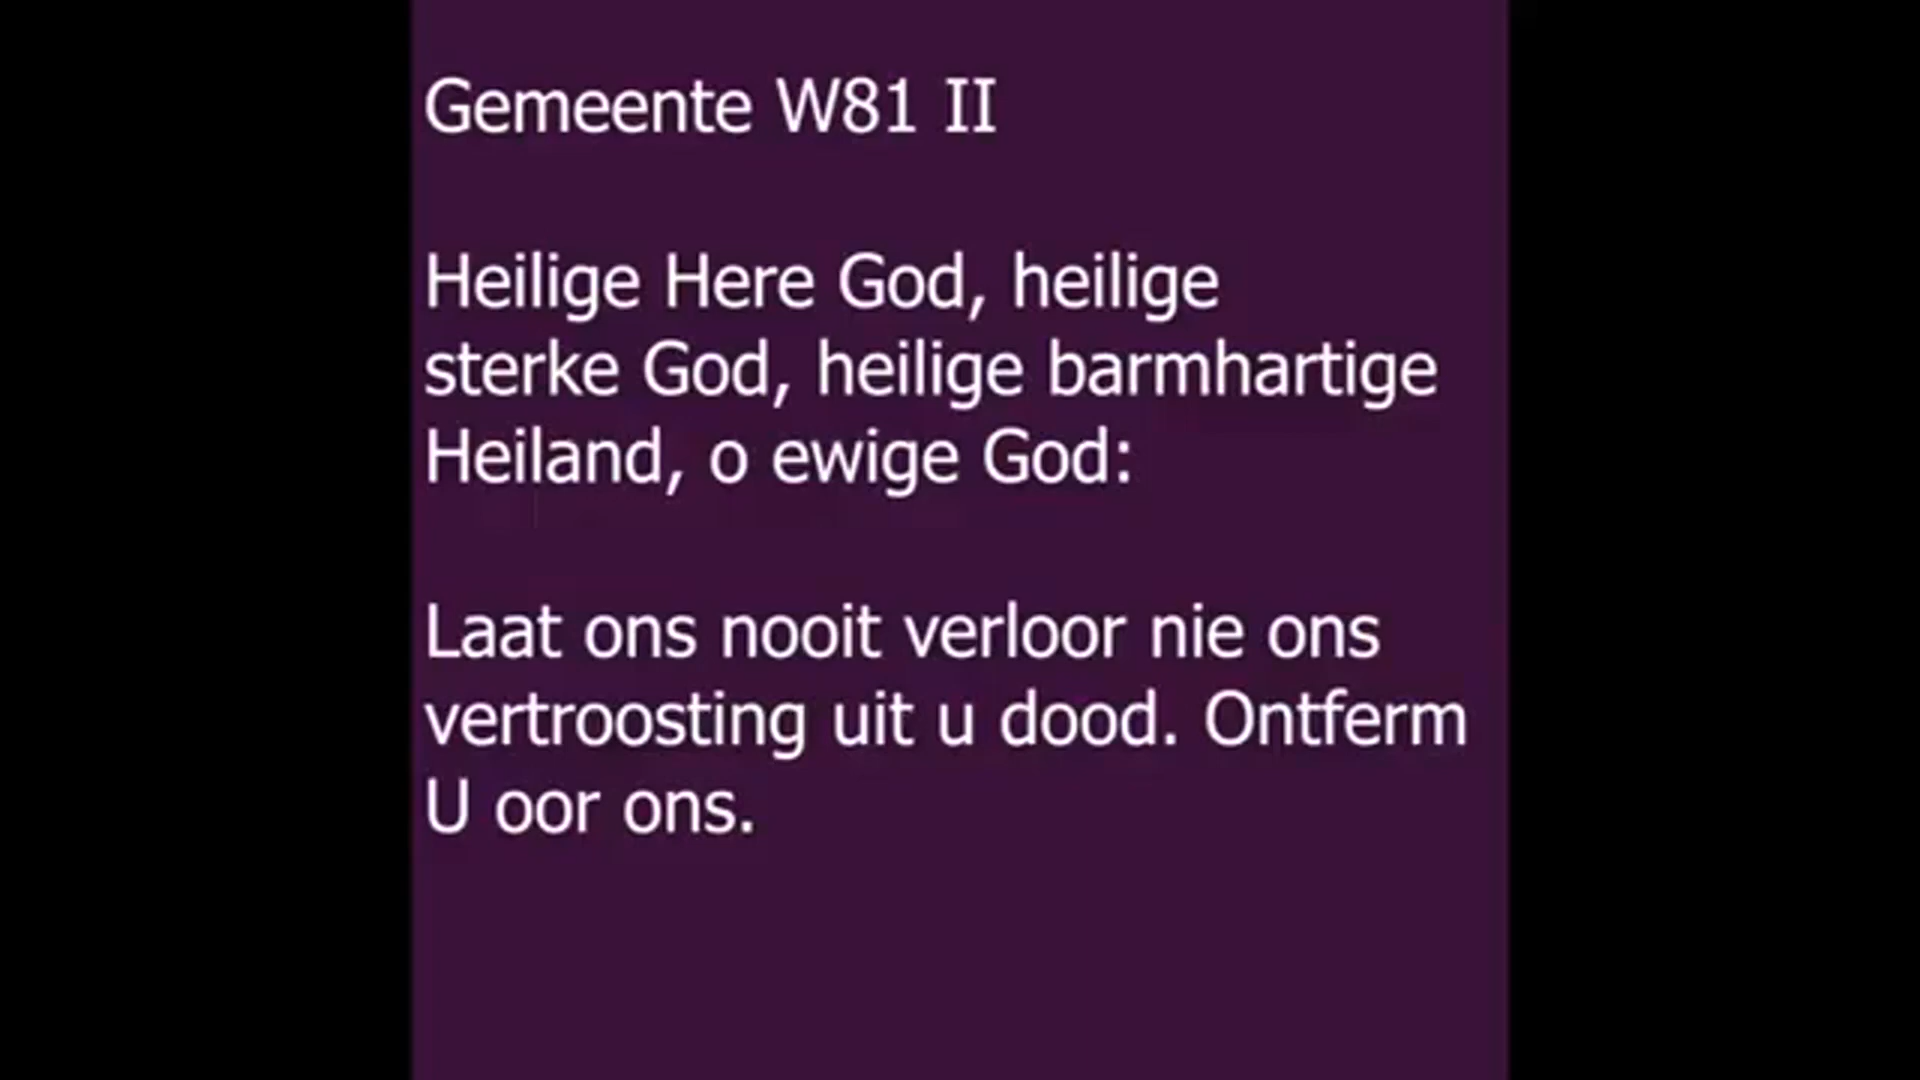 Gemeente W81 II
Heilige Here God, heilige
sterke God, heilige barmhartige
Heiland, o ewige God:
Laat ons nooit verloor nie ons
vertroosting uit u dood. Ontferm
U oor ons.